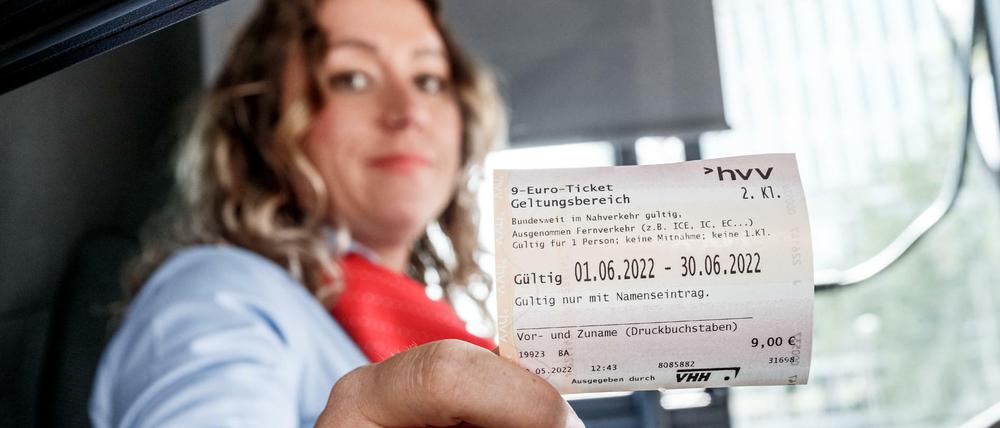 >hvv
9-Euro-Ticket 2. Kl.
Geltungsbereich
Bundesweit im Nahverkehr gültig,
Ausgenommen Fernverkehr (z.B. ICE, IC, EC...)
Gültig für 1 Person; keine Mitnahme; keine 1.Kl.
Gültig 01.06.2022 - 30.06.2022
Gültig nur mit Namenseintrag.
Vor- und Zuname (Druckbuchstaben)
9,00 €
19923 BA 31698
.05.2022 12:43 8085882
Ausgegeben durch VHH